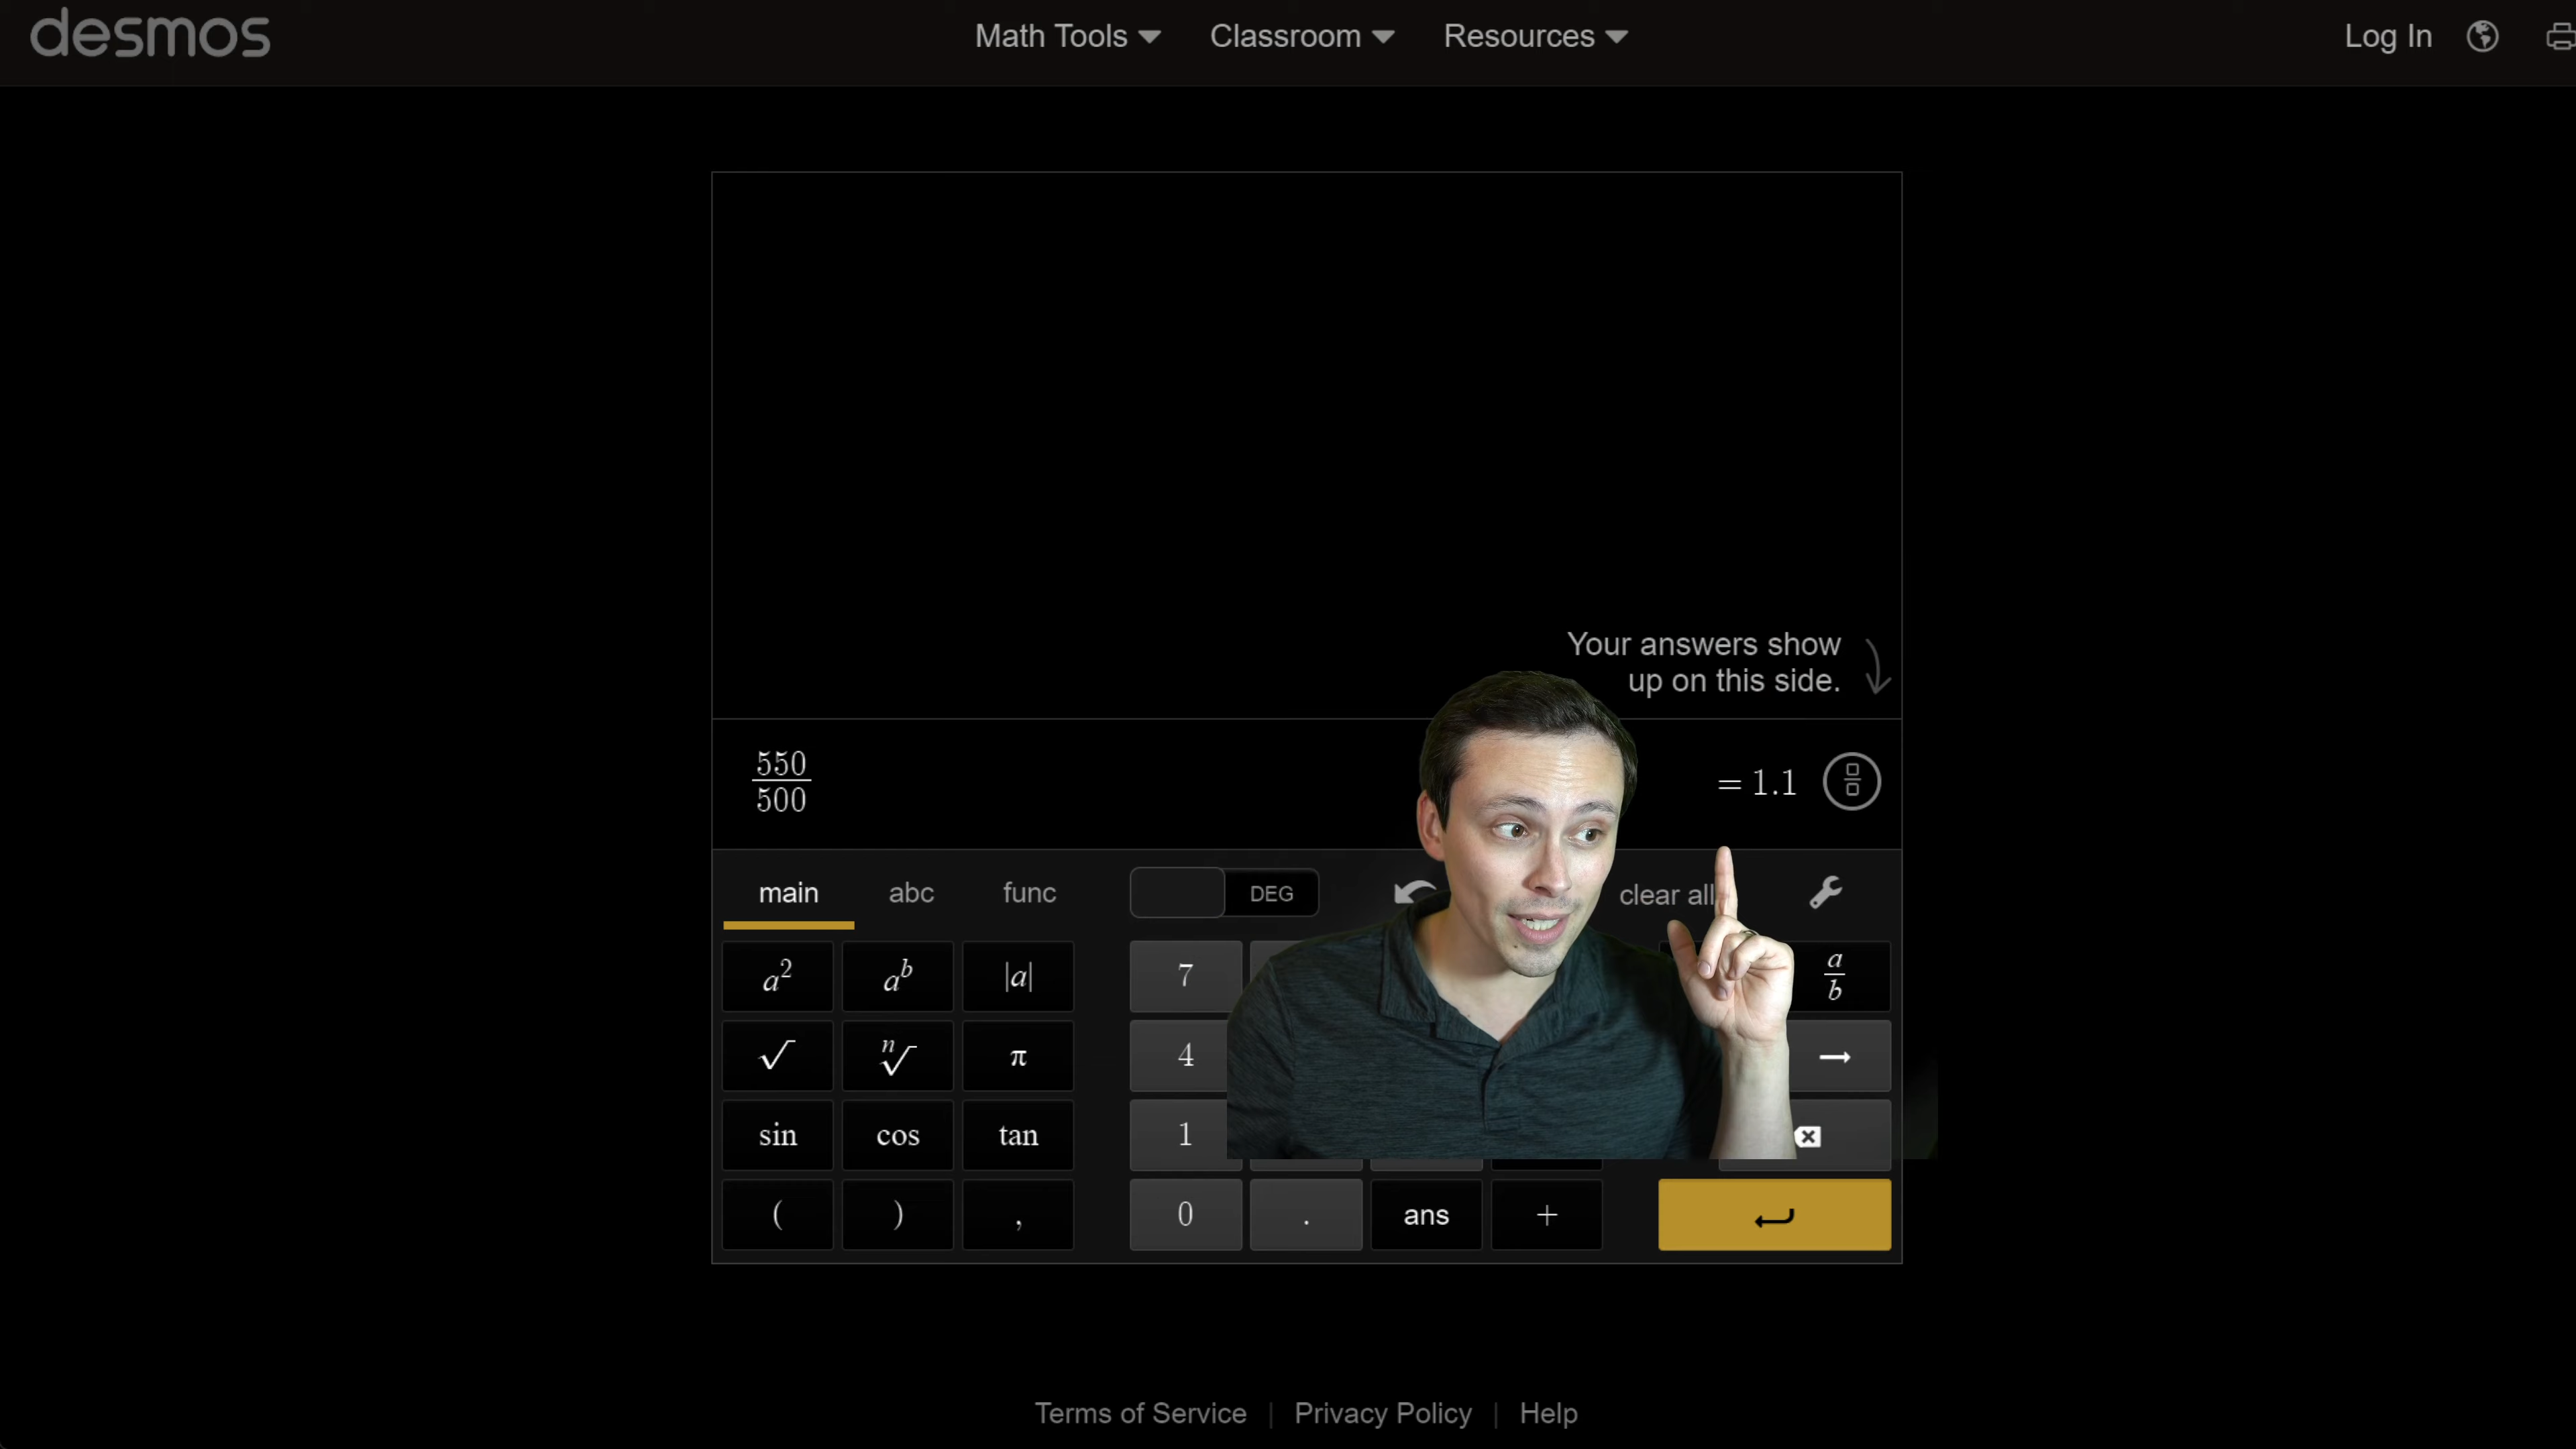 desmos
Math Tools
Classroom
Resources
Log In
Your answers show
up on this side.
550
500
= 1.1
main
abc
func
DEG
clear all
a²
aᵇ
|a|
7
a
b
√
ⁿ√
π
4
→
sin
cos
tan
1
(
)
,
0
.
ans
+
Terms of Service | Privacy Policy | Help